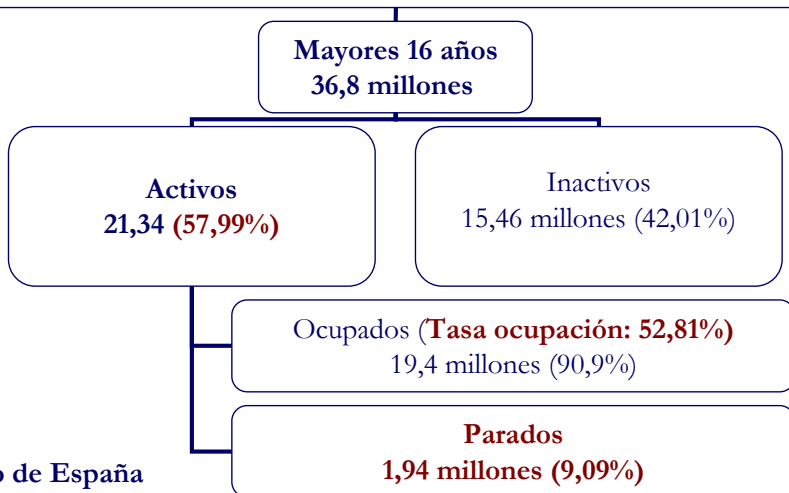 Mayores 16 años
36,8 millones
Activos
21,34 (57,99%)
Inactivos
15,46 millones (42,01%)
Ocupados (Tasa ocupación: 52,81%)
19,4 millones (90,9%)
Parados
1,94 millones (9,09%)
de España